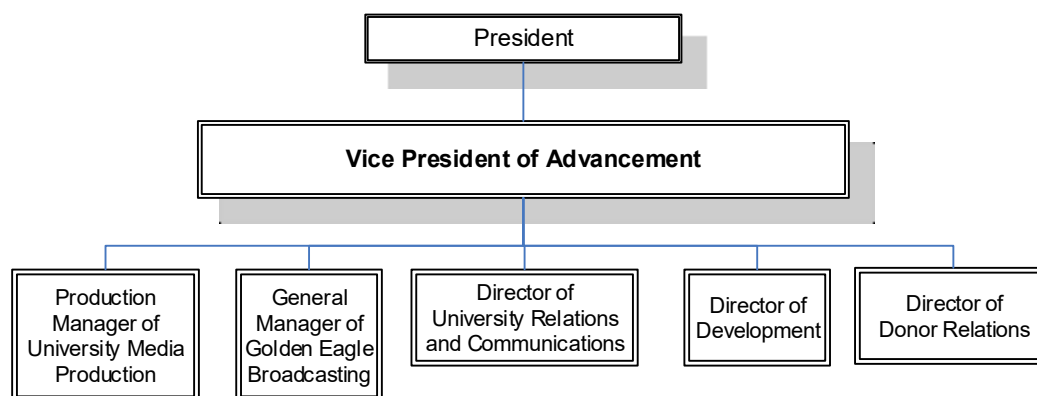 President
Vice President of Advancement
Production
Manager of
University Media
Production
General
Manager of
Golden Eagle
Broadcasting
Director of
University Relations
and Communications
Director of
Development
Director of
Donor Relations